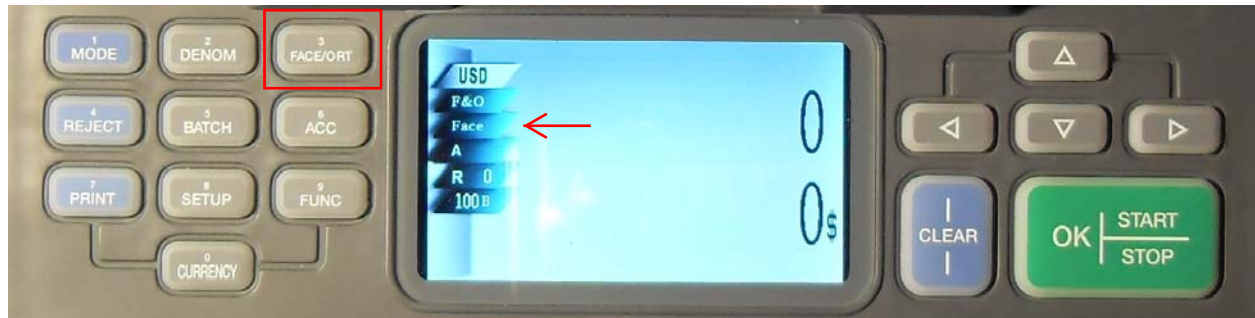 1
MODE
2
DENOM
3
FACE/ORT
4
REJECT
5
BATCH
6
ACC
7
PRINT
8
SETUP
9
FUNC
0
CURRENCY
USD
F&O
Face
A
R 0
100 B
0
0$
CLEAR
OK START
STOP